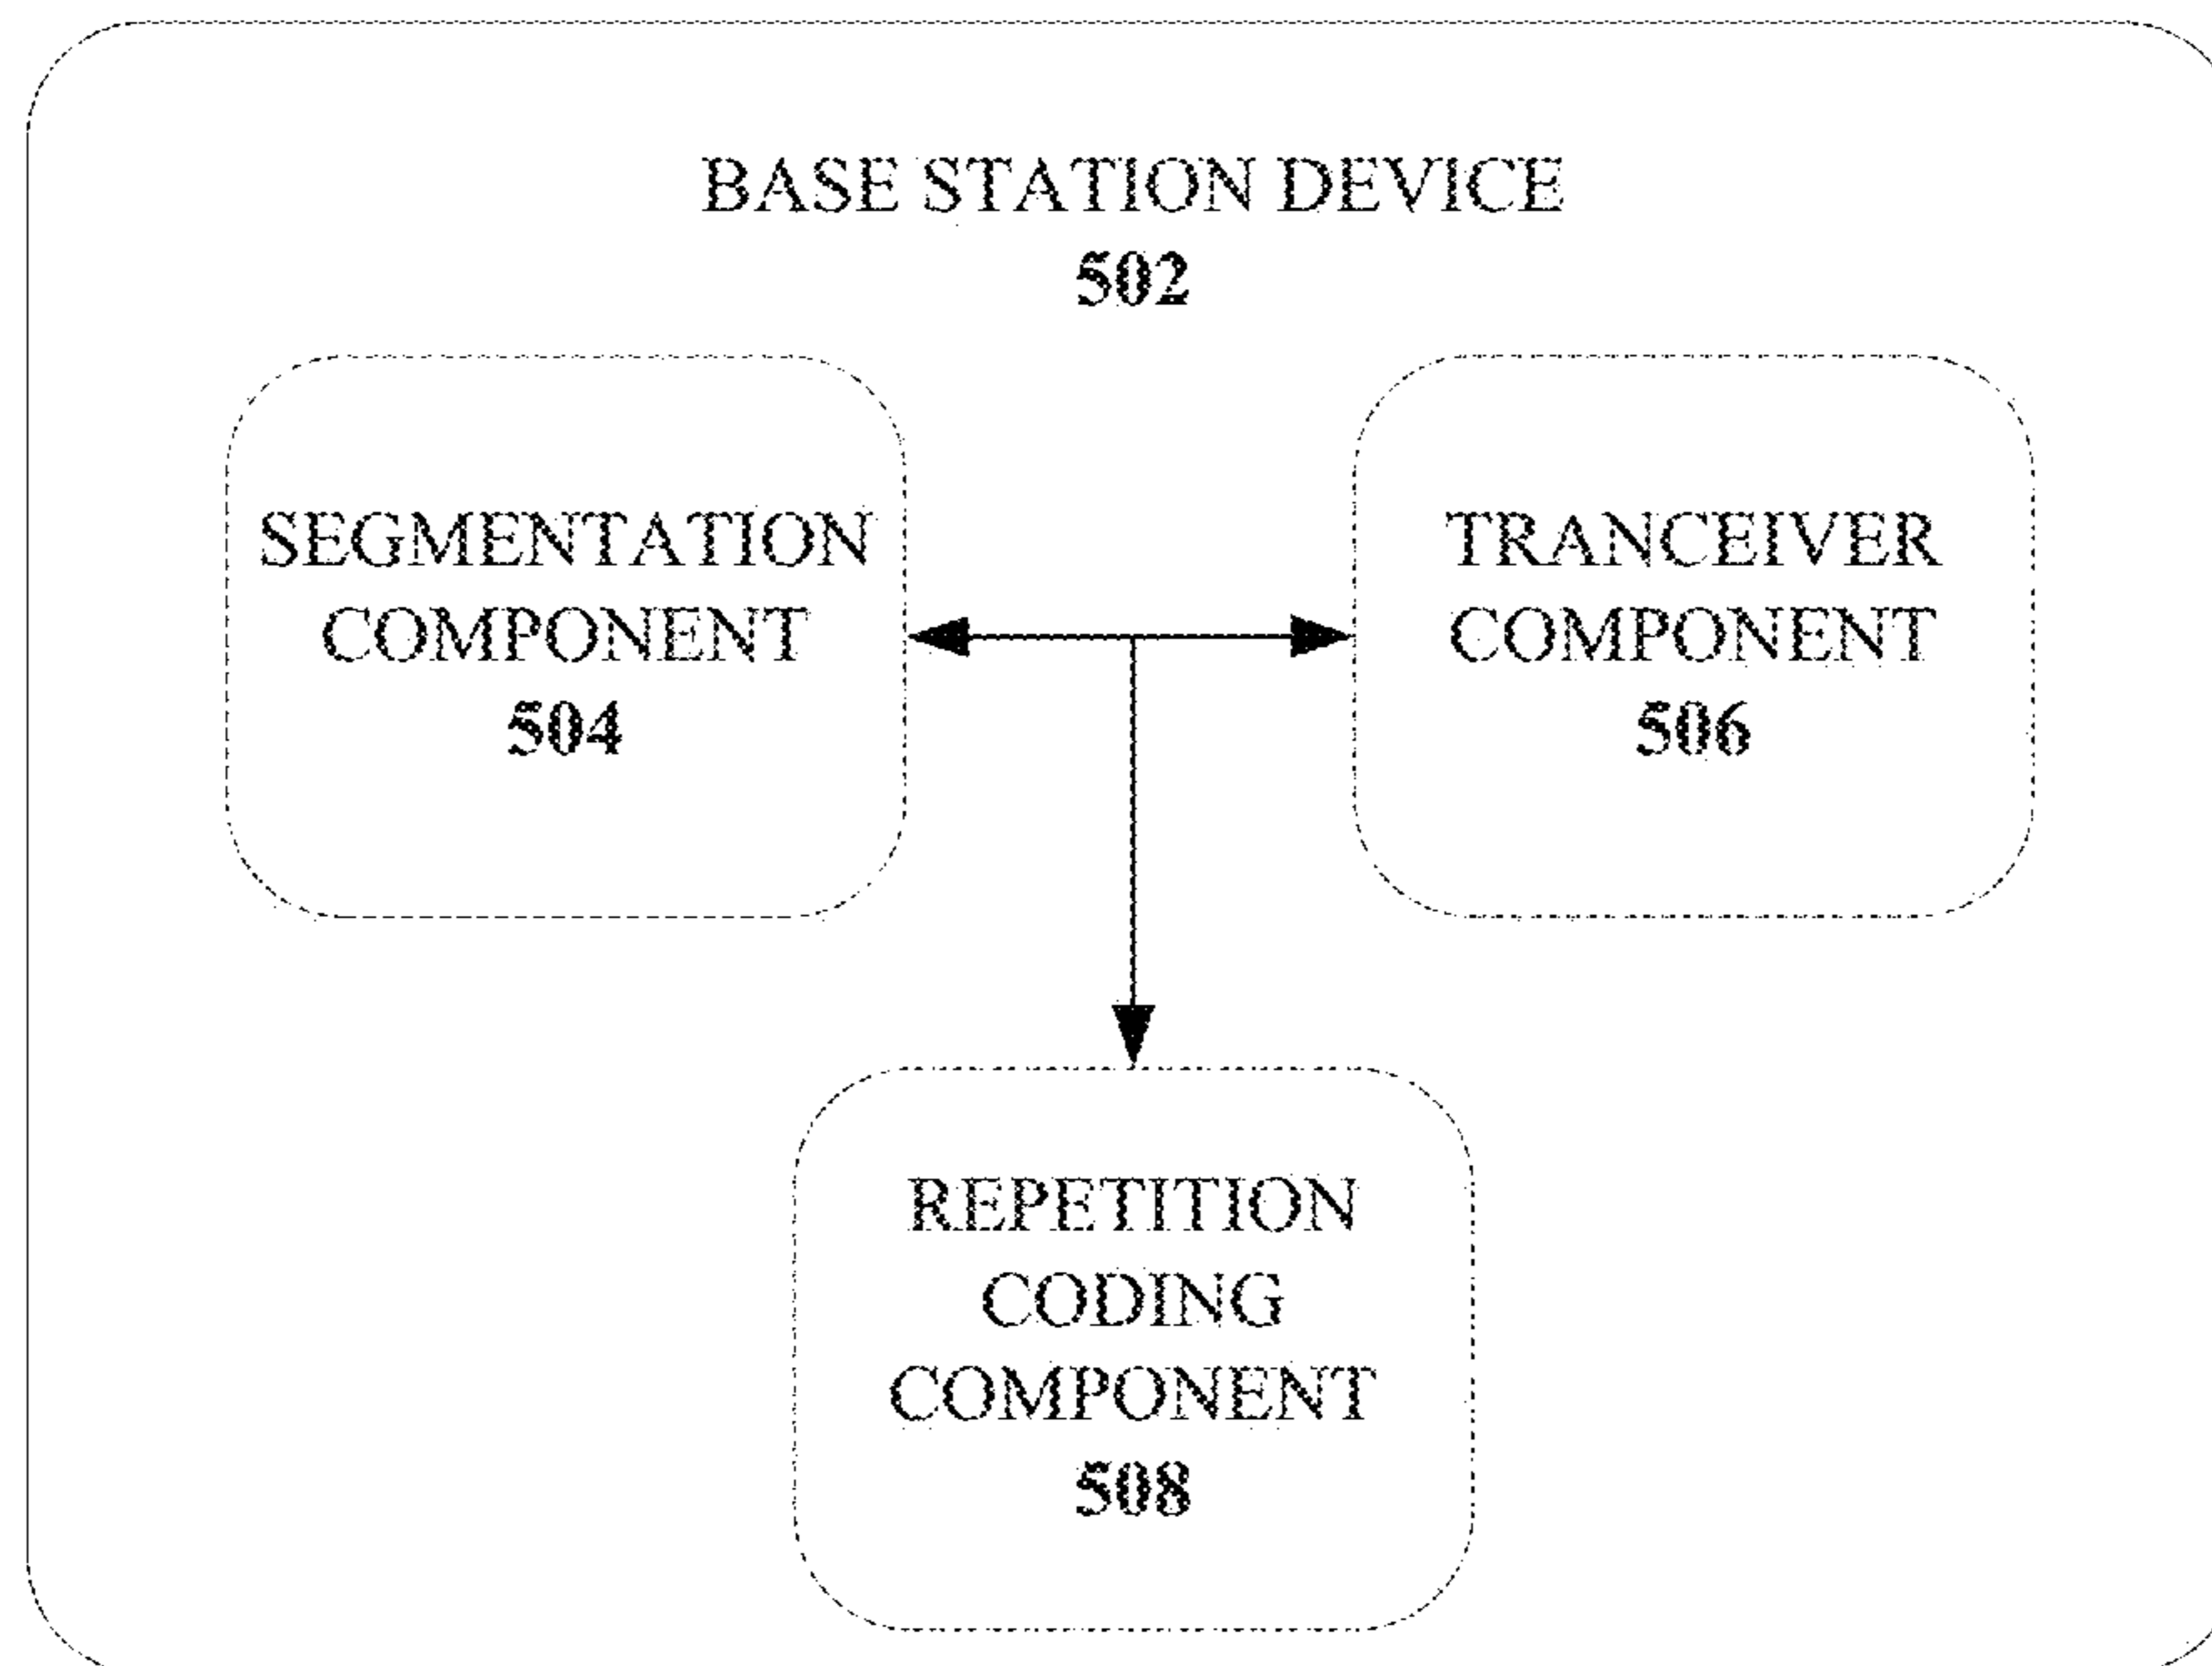 BASE STATION DEVICE
502
SEGMENTATION
COMPONENT
504
TRANCEIVER
COMPONENT
506
REPETITION
CODING
COMPONENT
508